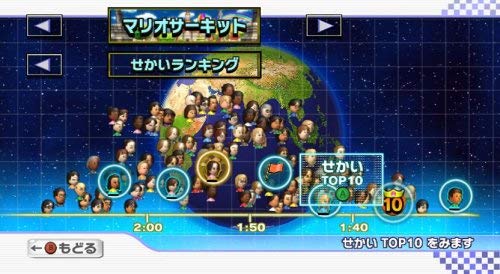 マリオサーキット
せかいランキング
せかい
TOP10
A
10
2:00
1:50
1:40
←Bもどる
せかい TOP10 をみます